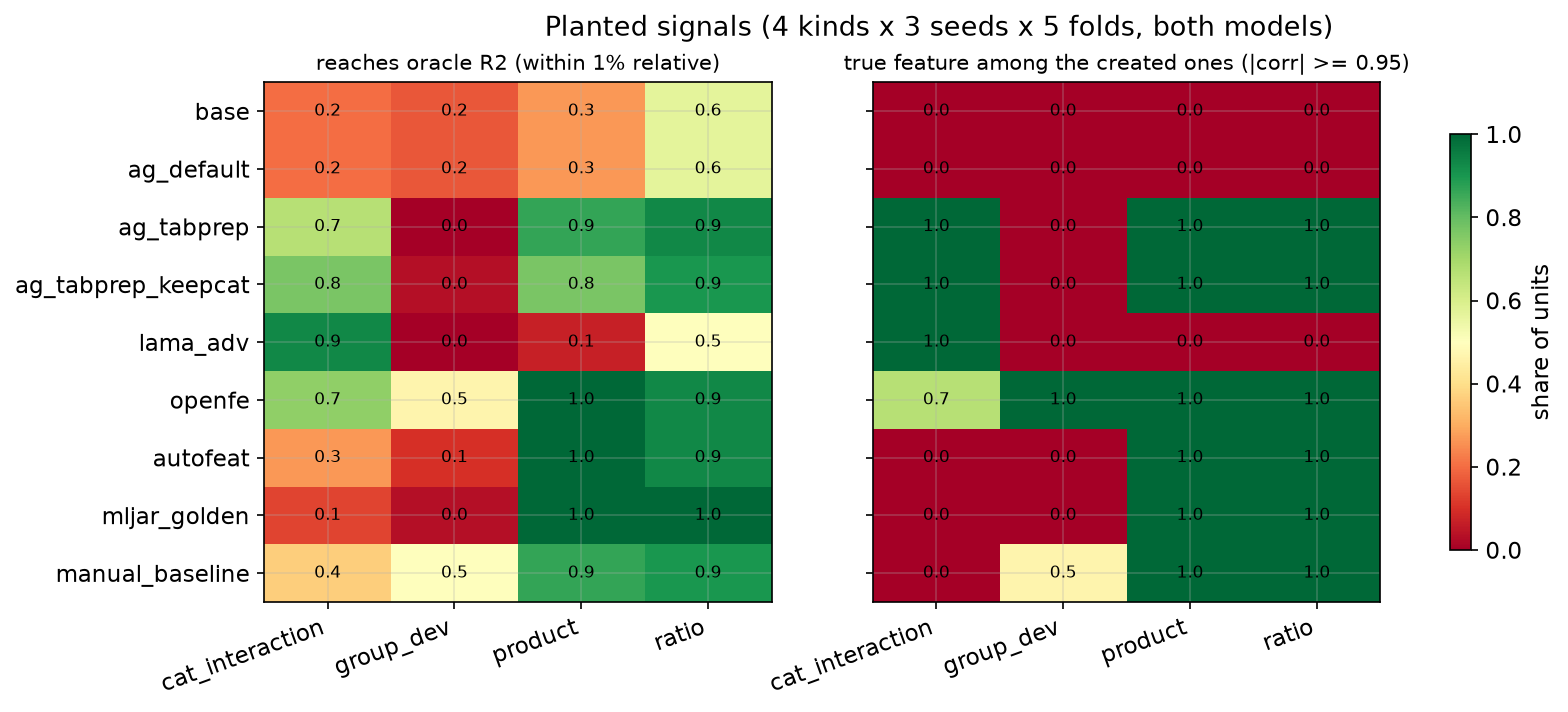 Planted signals (4 kinds x 3 seeds x 5 folds, both models)
reaches oracle R2 (within 1% relative)
true feature among the created ones (|corr| >= 0.95)
base 0.2 0.2 0.3 0.6 0.0 0.0 0.0 0.0
ag_default 0.2 0.2 0.3 0.6 0.0 0.0 0.0 0.0
ag_tabprep 0.7 0.0 0.9 0.9 1.0 0.0 1.0 1.0
ag_tabprep_keepcat 0.8 0.0 0.8 0.9 1.0 0.0 1.0 1.0
lama_adv 0.9 0.0 0.1 0.5 1.0 0.0 0.0 0.0
openfe 0.7 0.5 1.0 0.9 0.7 1.0 1.0 1.0
autofeat 0.3 0.1 1.0 0.9 0.0 0.0 1.0 1.0
mljar_golden 0.1 0.0 1.0 1.0 0.0 0.0 1.0 1.0
manual_baseline 0.4 0.5 0.9 0.9 0.0 0.5 1.0 1.0
cat_interaction group_dev product ratio
cat_interaction group_dev product ratio
1.0
0.8
0.6
0.4
0.2
0.0
share of units